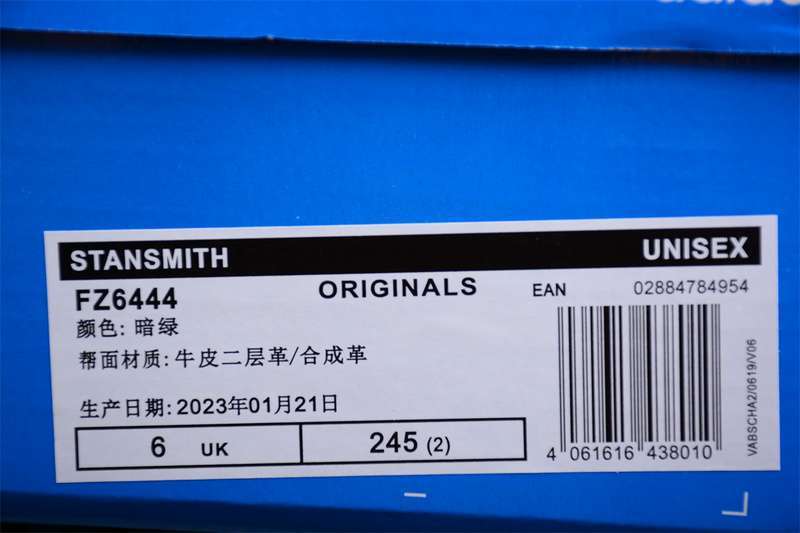 STANSMITH UNISEX
FZ6444 ORIGINALS EAN 02884784954
颜色: 暗绿
帮面材质: 牛皮二层革/合成革
生产日期: 2023年01月21日
6 UK 245 (2)
4 061616 438010
VABSCHA2/0619/V06